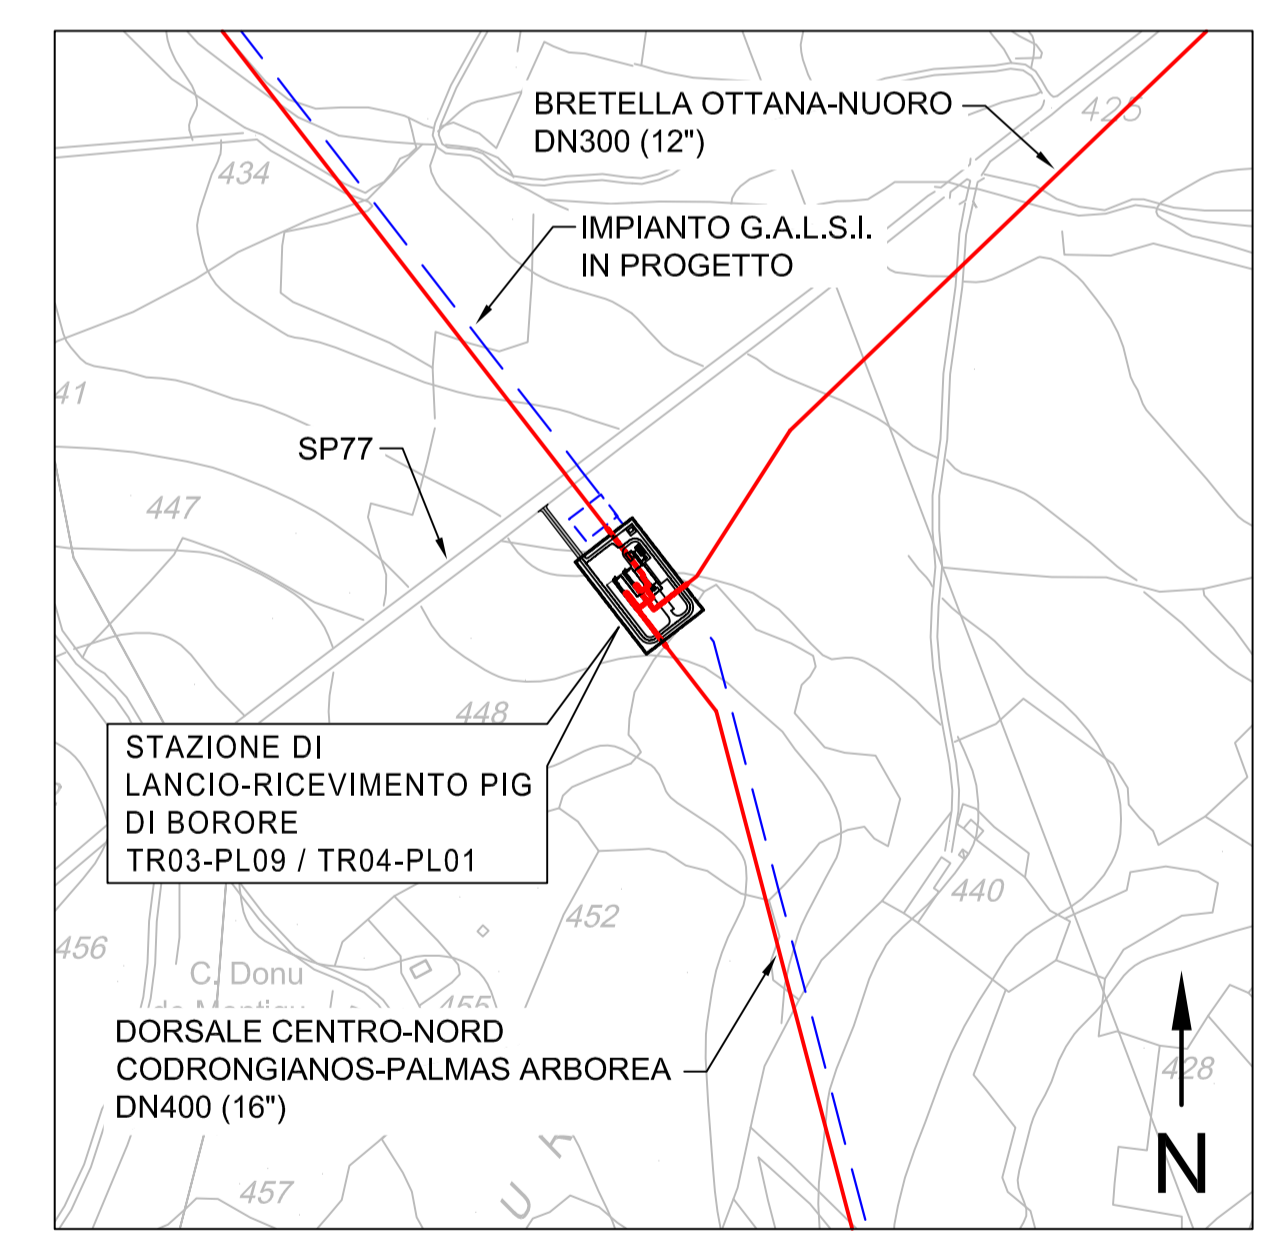 BRETELLA OTTANA-NUORO
DN300 (12")
425
434
IMPIANTO G.A.L.S.I.
IN PROGETTO
41
SP77
447
448
STAZIONE DI
LANCIO-RICEVIMENTO PIG
DI BORORE
TR03-PL09 / TR04-PL01
440
452
456
C. Donu
455
DORSALE CENTRO-NORD
CODRONGIANOS-PALMAS ARBOREA
DN400 (16")
428
N
457
U